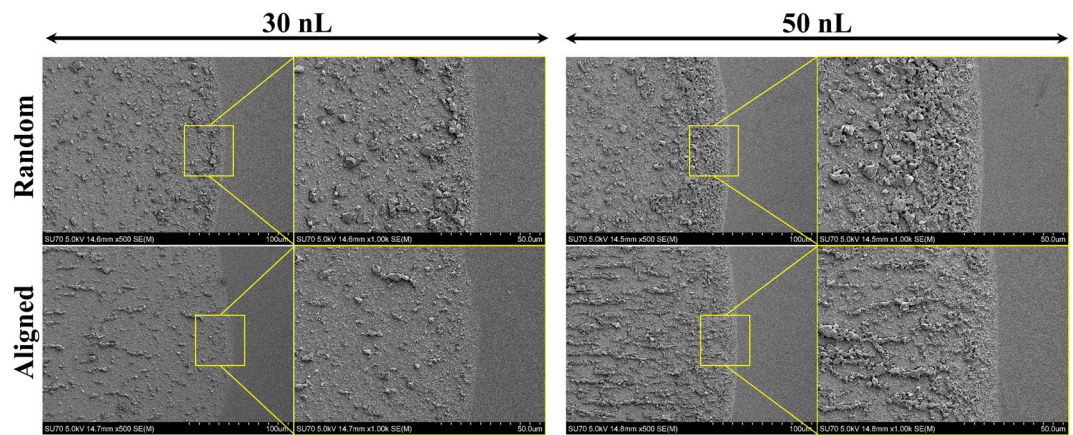 30 nL
50 nL
Random
SU70 5.0kV 14.6mm x500 SE(M) 100um
SU70 5.0kV 14.6mm x1.00k SE(M) 50.0um
SU70 5.0kV 14.5mm x500 SE(M) 100um
SU70 5.0kV 14.5mm x1.00k SE(M) 50.0um
Aligned
SU70 5.0kV 14.7mm x500 SE(M) 100um
SU70 5.0kV 14.7mm x1.00k SE(M) 50.0um
SU70 5.0kV 14.8mm x500 SE(M) 100um
SU70 5.0kV 14.8mm x1.00k SE(M) 50.0um